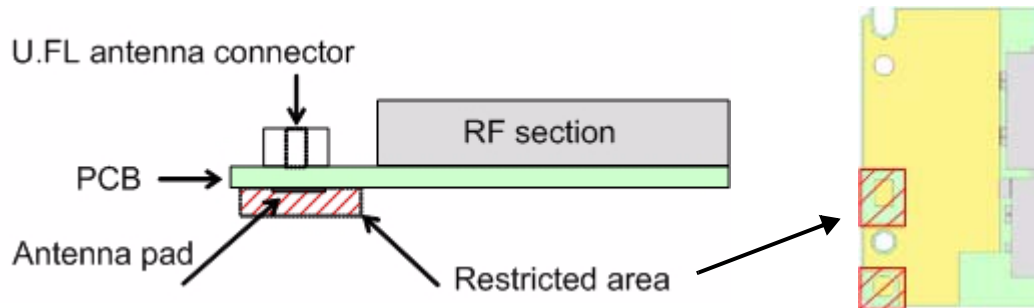 U.FL antenna connector
RF section
PCB
Antenna pad
Restricted area